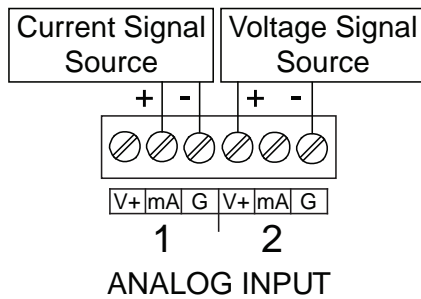 Current Signal Source
Voltage Signal Source
+ - + -
V+ mA G V+ mA G
1 2
ANALOG INPUT